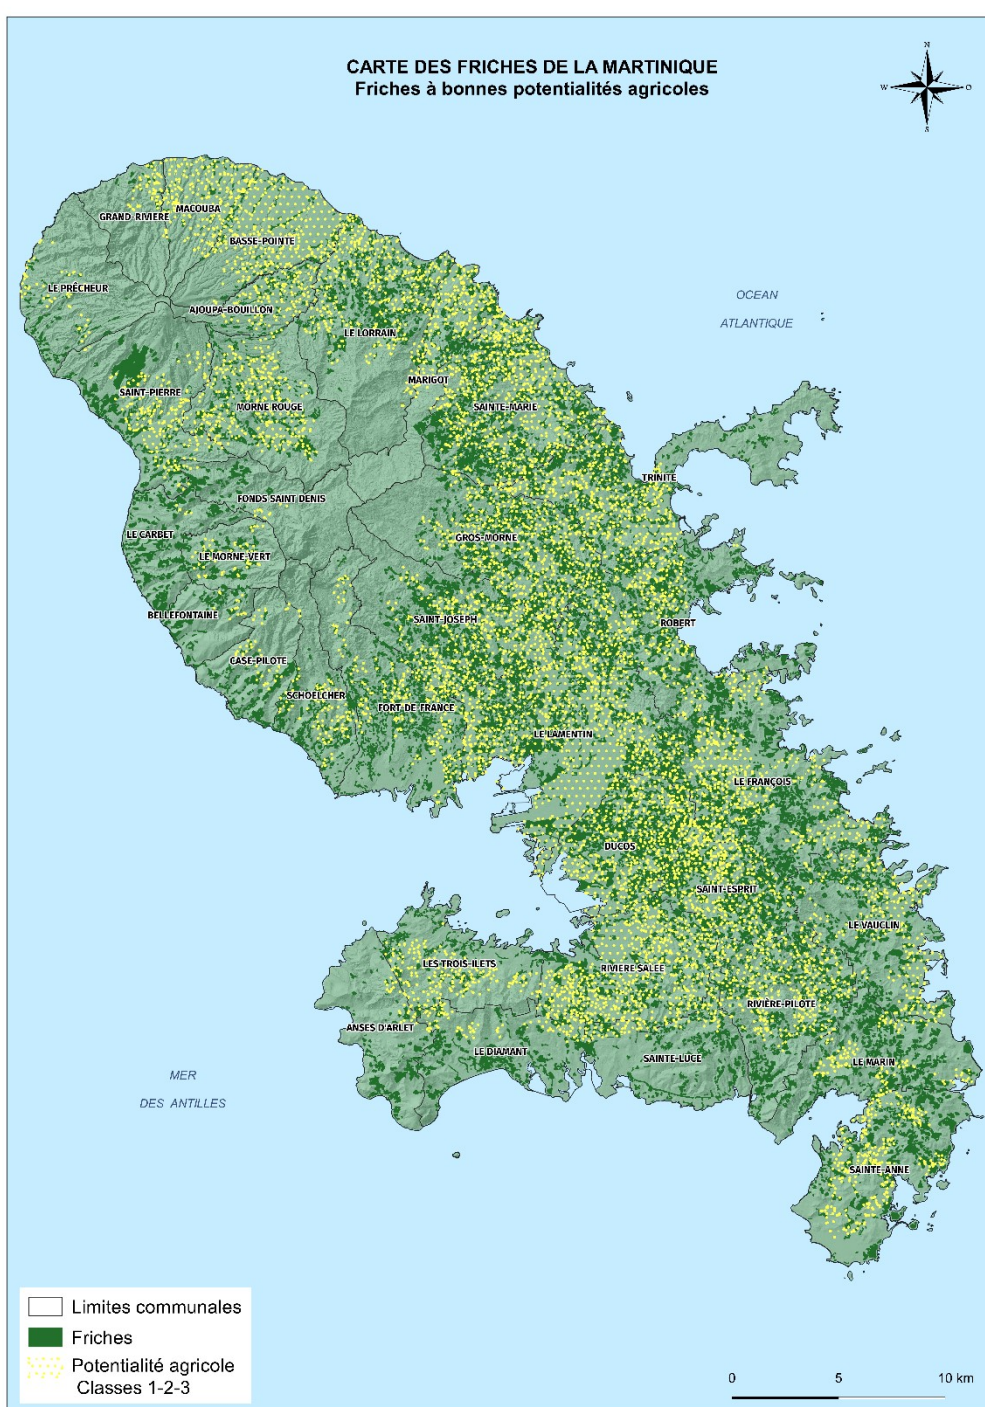 CARTE DES FRICHES DE LA MARTINIQUE
Friches à bonnes potentialités agricoles
N
W
O
S
GRAND RIVIERE
MACOUBA
BASSE-POINTE
LE PRÊCHEUR
AJOUPA-BOUILLON
OCEAN
ATLANTIQUE
LE LORRAIN
MARIGOT
SAINT-PIERRE
MORNE ROUGE
SAINTE-MARIE
TRINITE
FONDS SAINT DENIS
LE CARBET
GROS-MORNE
LE MORNE-VERT
BELLEFONTAINE
SAINT-JOSEPH
ROBERT
CASE-PILOTE
SCHOELCHER
FORT DE FRANCE
LE LAMENTIN
LE FRANÇOIS
DUCOS
SAINT-ESPRIT
LE VAUCLIN
LES TROIS-ILETS
RIVIERE SALEE
RIVIÈRE-PILOTE
ANSES D'ARLET
LE DIAMANT
SAINTE-LUCE
LE MARIN
MER
DES ANTILLES
SAINTE-ANNE
Limites communales
Friches
Potentialité agricole
Classes 1-2-3
0 5 10 km